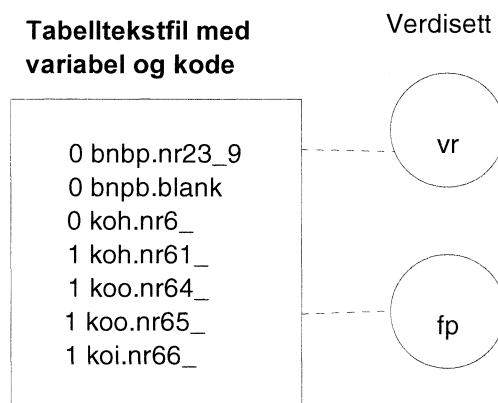 Tabelltekstfil med
variabel og kode
Verdisett
0 bnbp.nr23_9
0 bnpb.blank
0 koh.nr6_
1 koh.nr61_
1 koo.nr64_
1 koo.nr65_
1 koi.nr66_
vr
fp